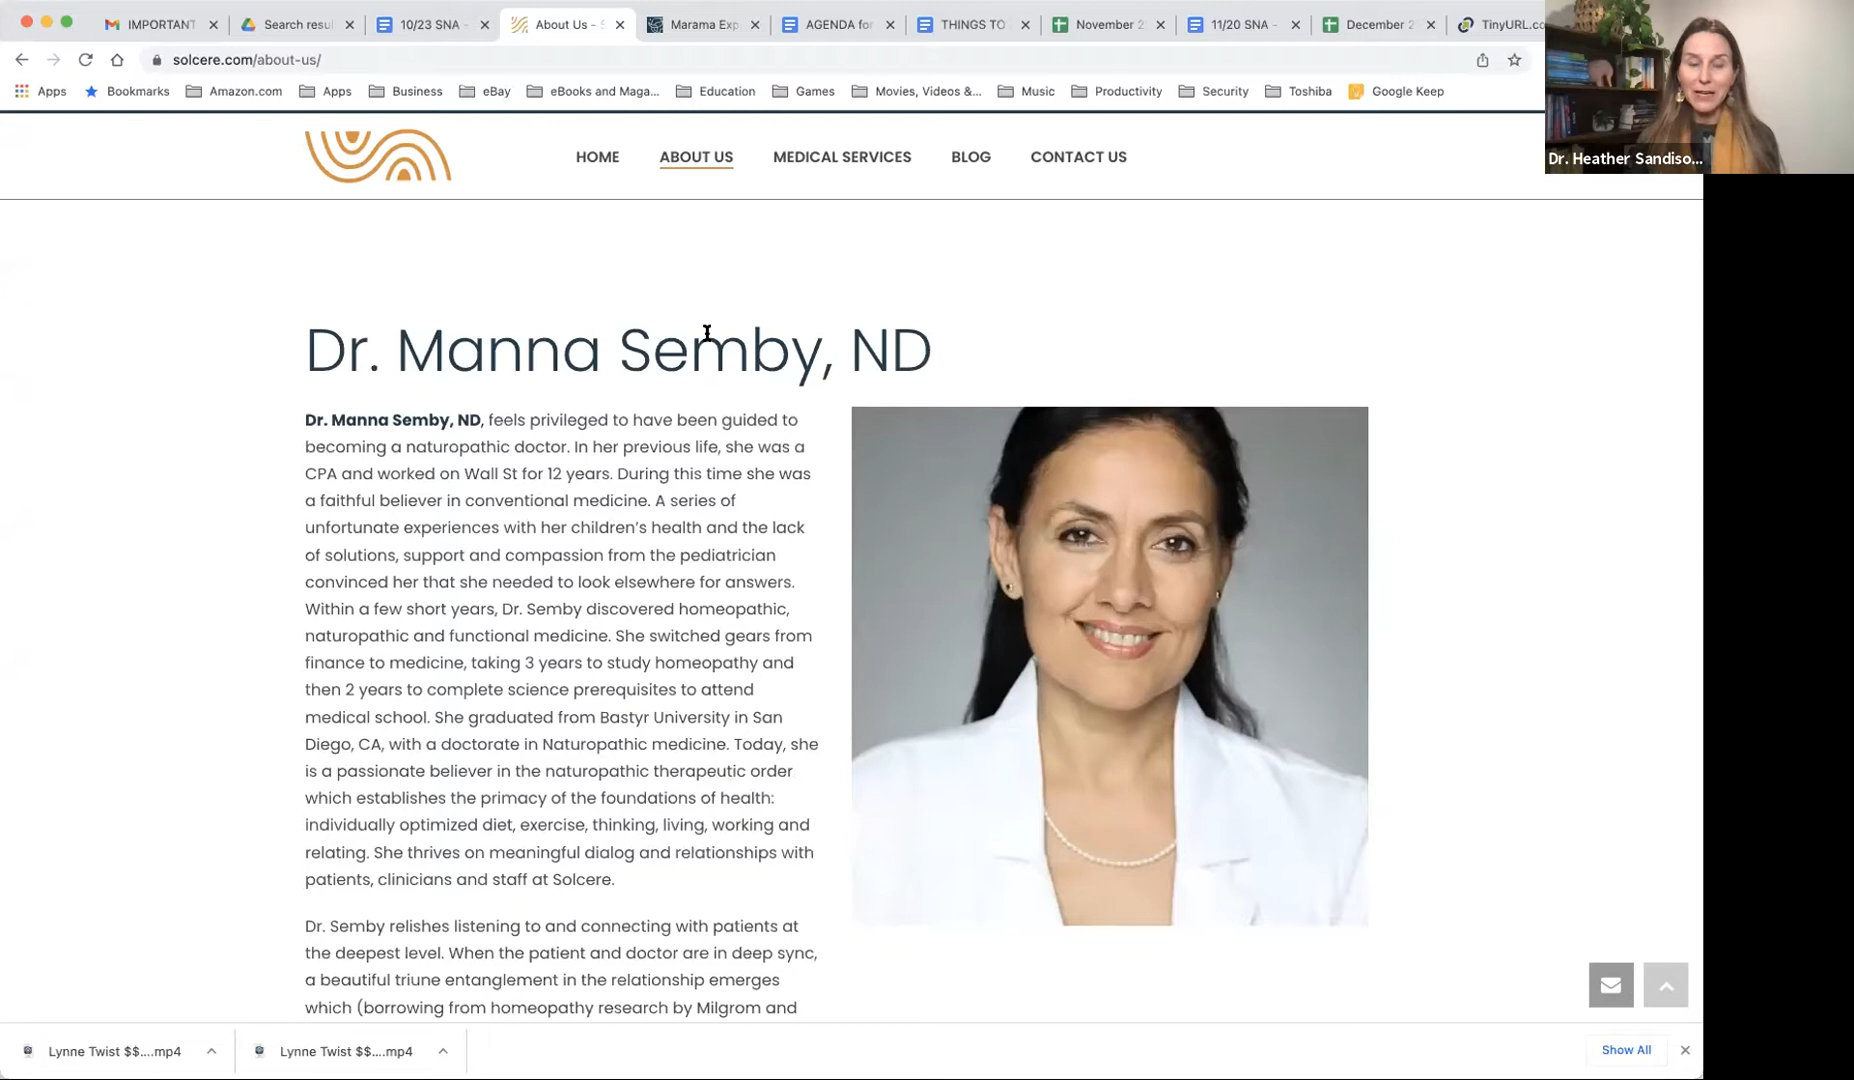 IMPORTANT
Search resu
10/23 SNA -
About Us - S
Marama Exp
AGENDA for
THINGS TO
November 2
11/20 SNA -
December 2
TinyURL.co
solcere.com/about-us/
Apps
Bookmarks
Amazon.com
Apps
Business
eBay
eBooks and Maga...
Education
Games
Movies, Videos &...
Music
Productivity
Security
Toshiba
Google Keep
Dr. Heather Sandiso...
HOME
ABOUT US
MEDICAL SERVICES
BLOG
CONTACT US
Dr. Manna Semby, ND
Dr. Manna Semby, ND, feels privileged to have been guided to
becoming a naturopathic doctor. In her previous life, she was a
CPA and worked on Wall St for 12 years. During this time she was
a faithful believer in conventional medicine. A series of
unfortunate experiences with her children's health and the lack
of solutions, support and compassion from the pediatrician
convinced her that she needed to look elsewhere for answers.
Within a few short years, Dr. Semby discovered homeopathic,
naturopathic and functional medicine. She switched gears from
finance to medicine, taking 3 years to study homeopathy and
then 2 years to complete science prerequisites to attend
medical school. She graduated from Bastyr University in San
Diego, CA, with a doctorate in Naturopathic medicine. Today, she
is a passionate believer in the naturopathic therapeutic order
which establishes the primacy of the foundations of health:
individually optimized diet, exercise, thinking, living, working and
relating. She thrives on meaningful dialog and relationships with
patients, clinicians and staff at Solcere.
Dr. Semby relishes listening to and connecting with patients at
the deepest level. When the patient and doctor are in deep sync,
a beautiful triune entanglement in the relationship emerges
which (borrowing from homeopathy research by Milgrom and
Lynne Twist $$....mp4
Lynne Twist $$....mp4
Show All